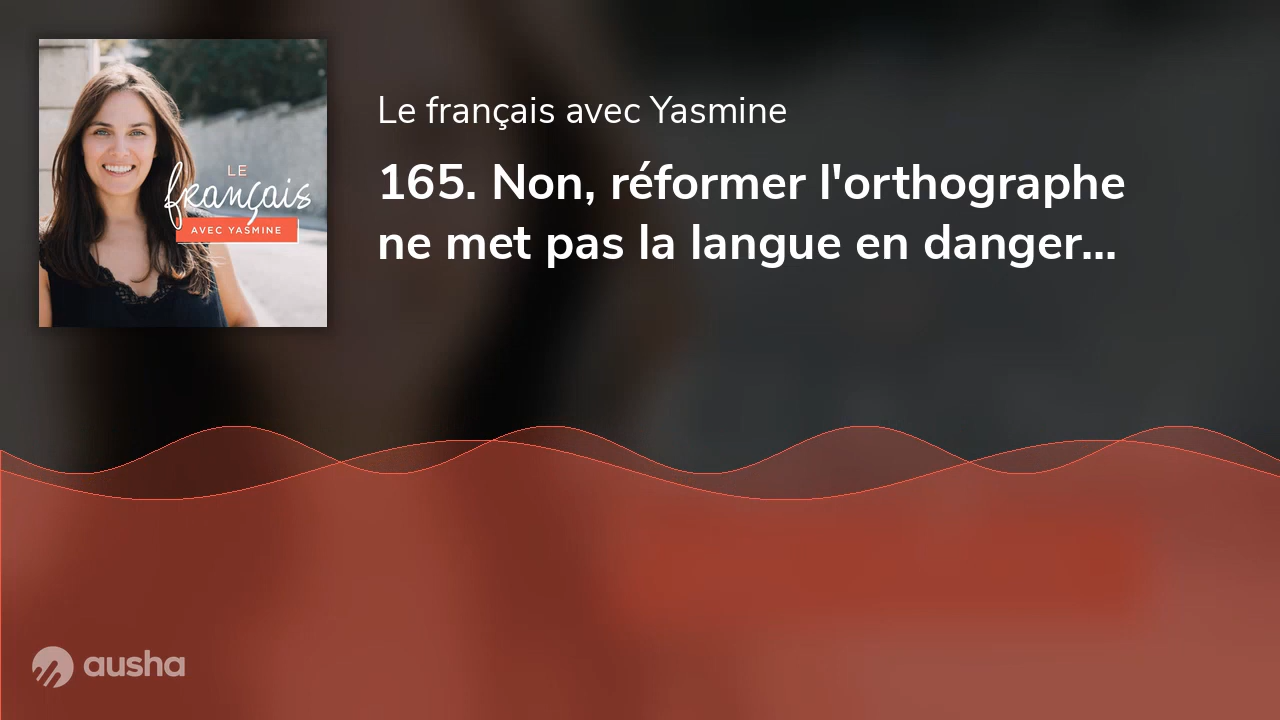 LE
français
AVEC YASMINE
Le français avec Yasmine
165. Non, réformer l'orthographe
ne met pas la langue en danger...
ausha